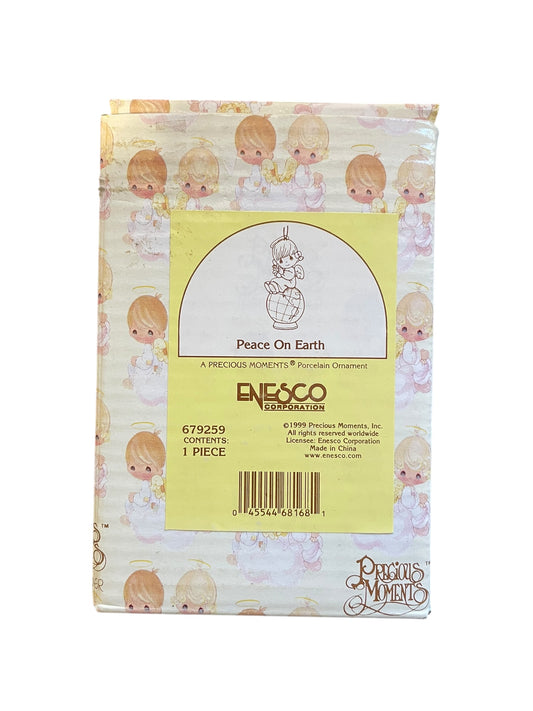 Peace On Earth
A PRECIOUS MOMENTS® Porcelain Ornament
ENESCO
CORPORATION
679259
CONTENTS:
1 PIECE
©1999 Precious Moments, Inc.
All rights reserved worldwide
Licensee: Enesco Corporation
Made in China
www.enesco.com
0 45544 68168 1
PRECIOUS
MOMENTS™